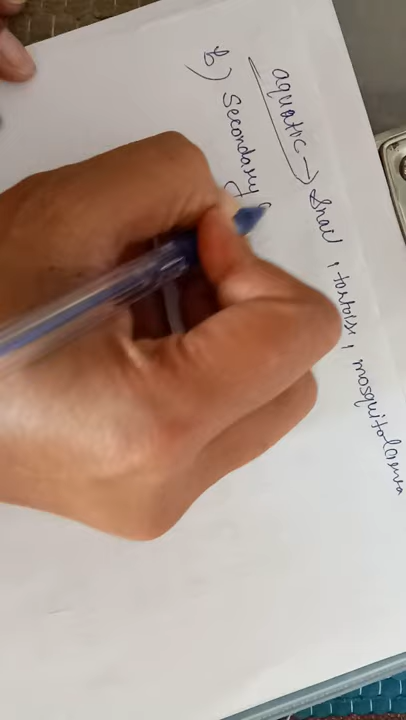 aquatic → Snail, tortoise, mosquito larva
B) Secondary